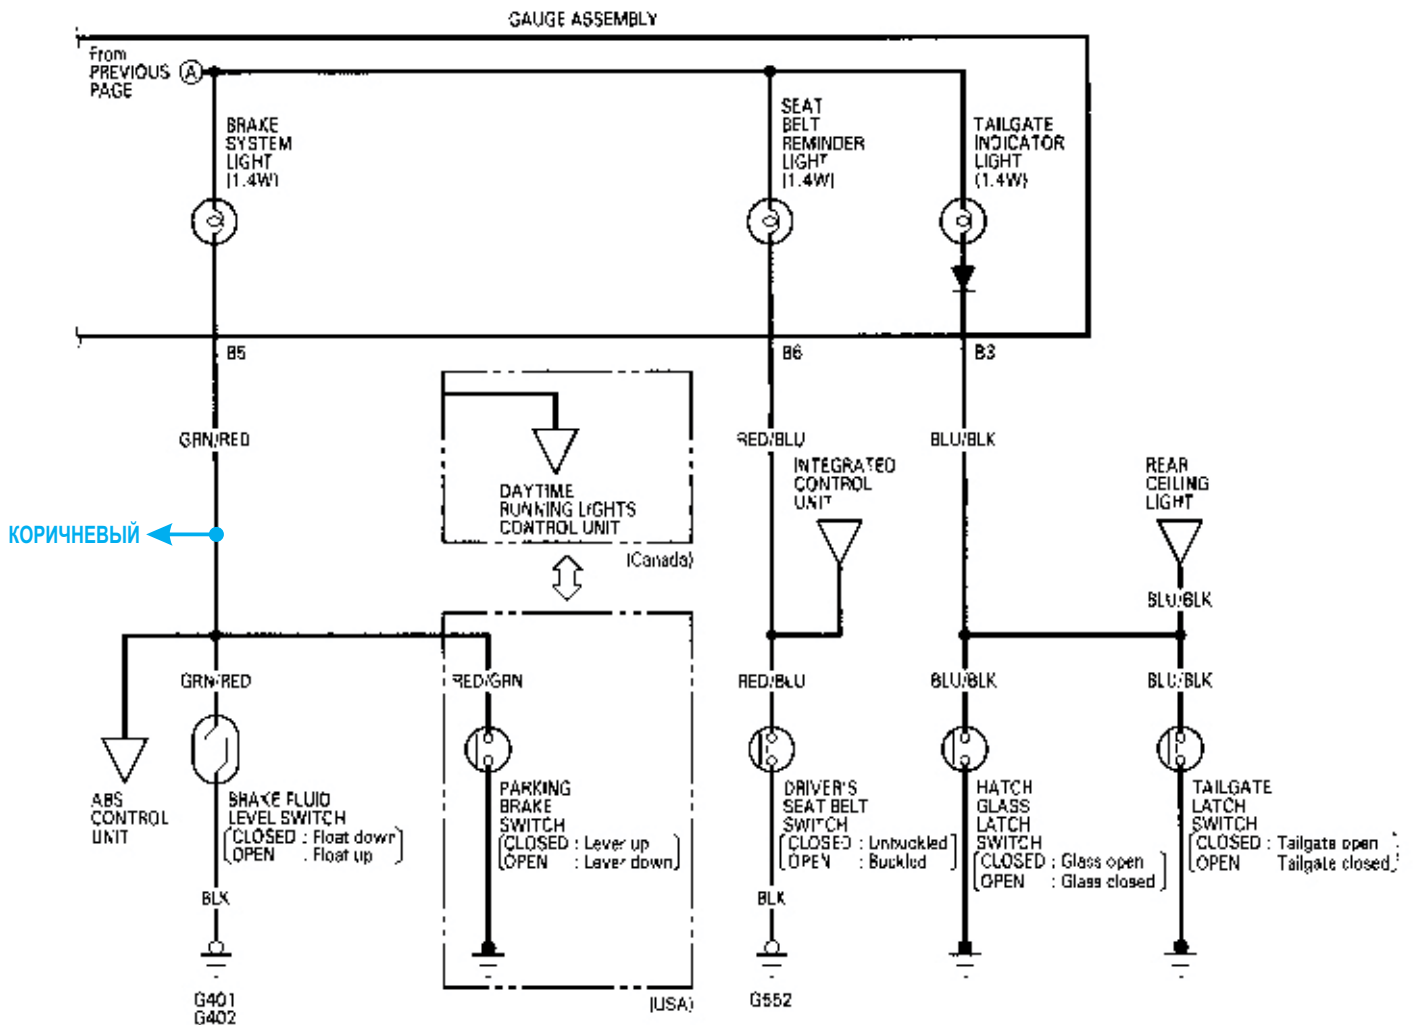 GAUGE ASSEMBLY
From
PREVIOUS
PAGE
A
BRAKE
SYSTEM
LIGHT
(1.4W)
SEAT
BELT
REMINDER
LIGHT
(1.4W)
TAILGATE
INDICATOR
LIGHT
(1.4W)
B5
B6
B3
GRN/RED
RED/BLU
BLU/BLK
DAYTIME
RUNNING LIGHTS
CONTROL UNIT
(Canada)
INTEGRATED
CONTROL
UNIT
REAR
CEILING
LIGHT
КОРИЧНЕВЫЙ
BLU/BLK
GRN/RED
RED/GRN
RED/BLU
BLU/BLK
BLU/BLK
ABS
CONTROL
UNIT
BRAKE FLUID
LEVEL SWITCH
CLOSED : Float down
OPEN : Float up
PARKING
BRAKE
SWITCH
CLOSED : Lever up
OPEN : Lever down
DRIVER'S
SEAT BELT
SWITCH
CLOSED : Unbuckled
OPEN : Buckled
HATCH
GLASS
LATCH
SWITCH
CLOSED : Glass open
OPEN : Glass closed
TAILGATE
LATCH
SWITCH
CLOSED : Tailgate open
OPEN Tailgate closed
BLK
BLK
G401
G402
(USA)
G552